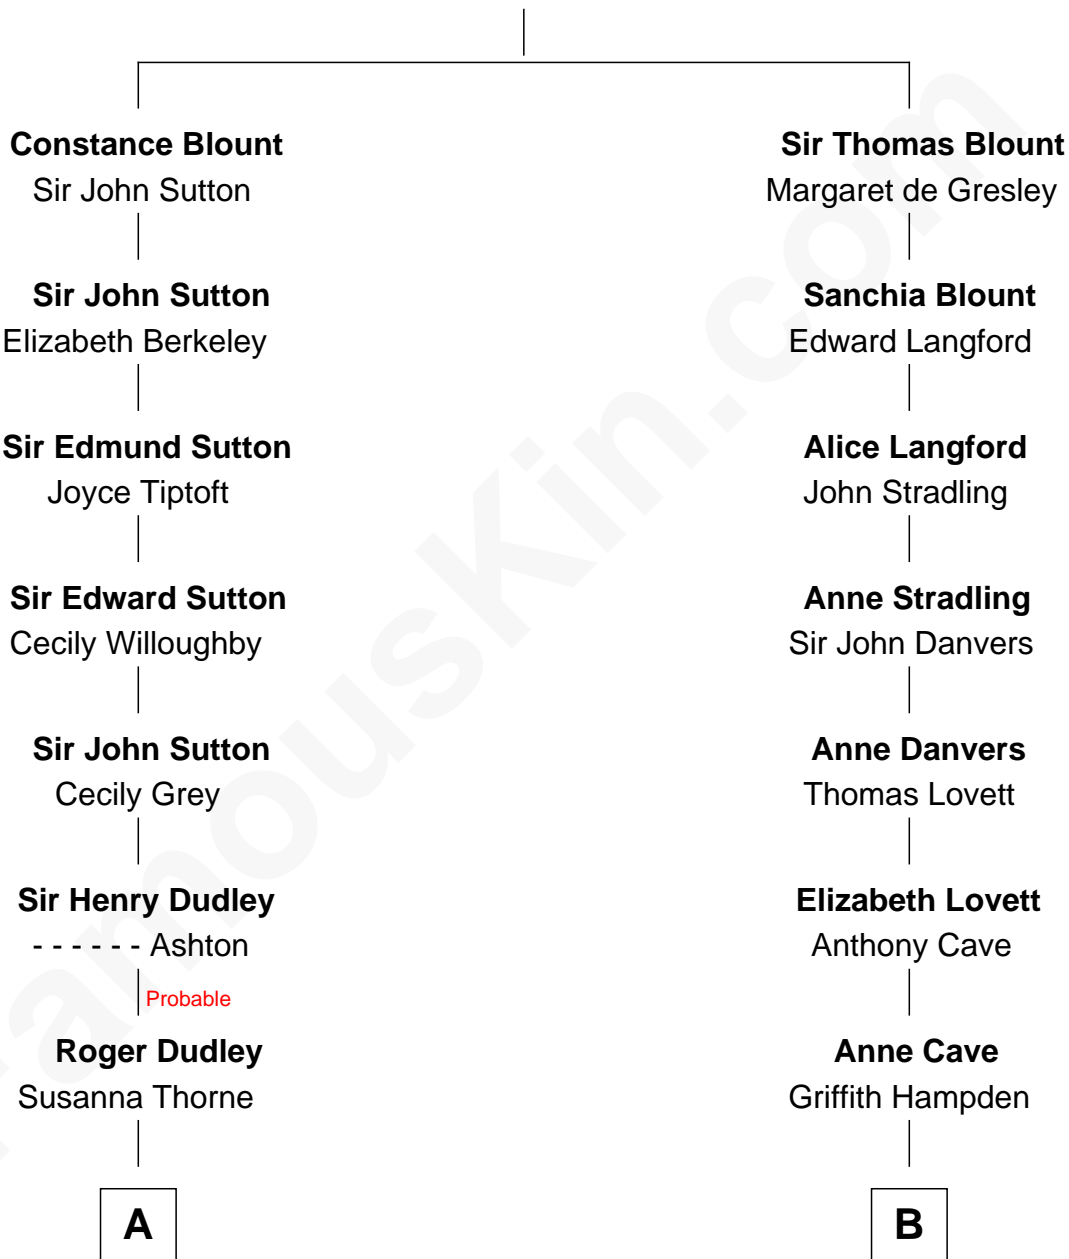 Constance Blount
Sir John Sutton
Sir John Sutton
Elizabeth Berkeley
Sir Edmund Sutton
Joyce Tiptoft
Sir Edward Sutton
Cecily Willoughby
Sir John Sutton
Cecily Grey
Sir Henry Dudley
- - - - - - Ashton
Probable
Roger Dudley
Susanna Thorne
A
Sir Thomas Blount
Margaret de Gresley
Sanchia Blount
Edward Langford
Alice Langford
John Stradling
Anne Stradling
Sir John Danvers
Anne Danvers
Thomas Lovett
Elizabeth Lovett
Anthony Cave
Anne Cave
Griffith Hampden
B
FamousKin.com